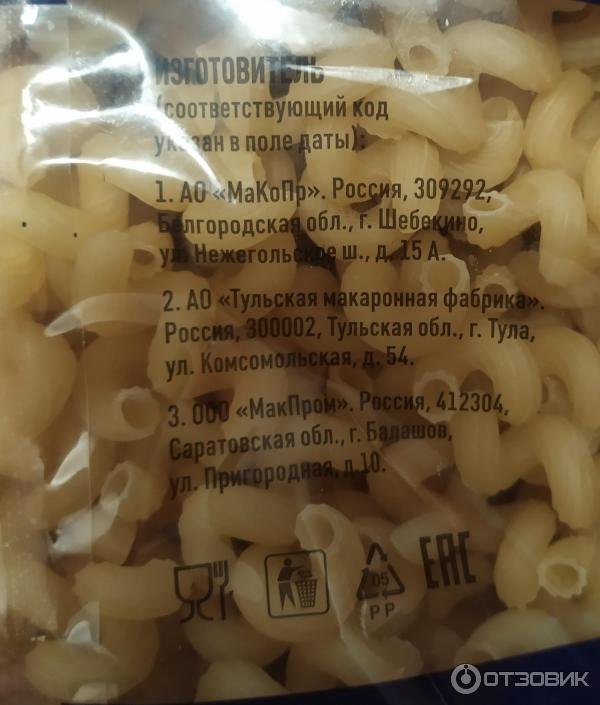 ИЗГОТОВИТЕЛЬ
(соответствующий код
указан в поле даты):
1. АО «МаКоПр». Россия, 309292,
Белгородская обл., г. Шебекино,
ул. Нежегольское ш., д. 15 А.
2. АО «Тульская макаронная фабрика».
Россия, 300002, Тульская обл., г. Тула,
ул. Комсомольская, д. 54.
3. ООО «МакПром». Россия, 412304,
Саратовская обл., г. Балашов,
ул. Пригородная, д.10.
05
PP
EAC
ОТЗОВИК